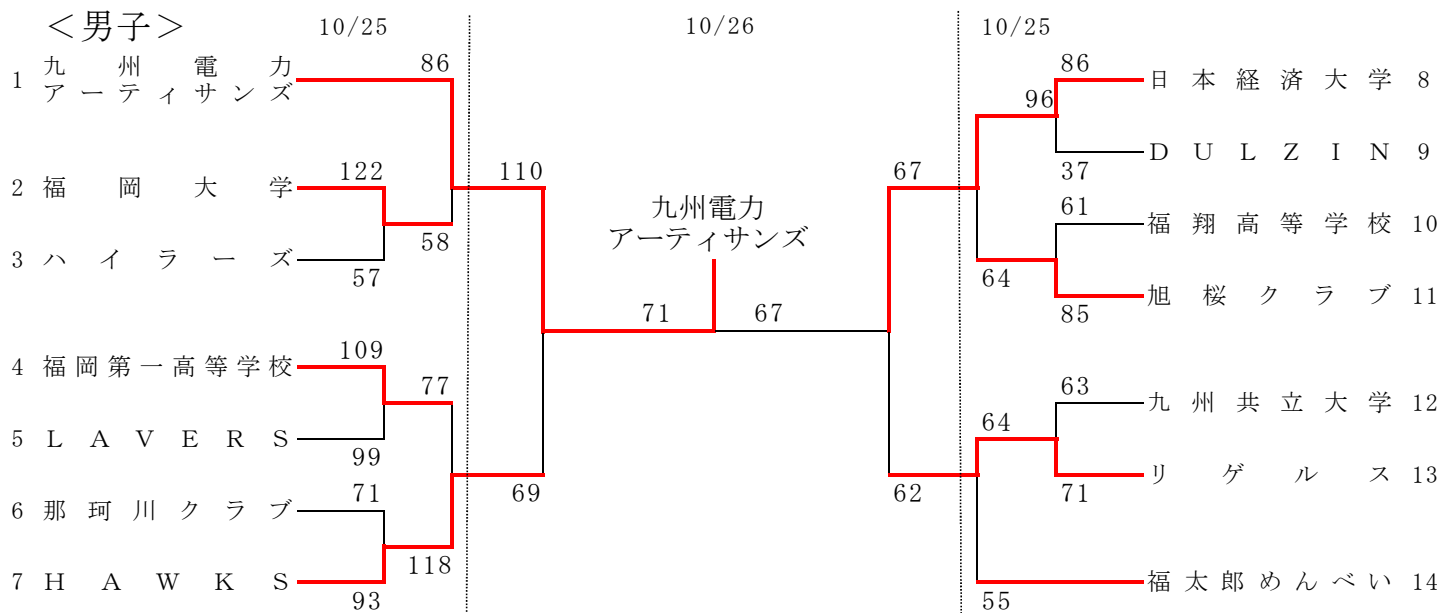 ＜男子＞
10/25
10/26
10/25
1 九州電力
アーティサンズ
86
2 福岡大学
122
58
3 ハイラーズ
57
110
4 福岡第一高等学校
109
77
5 LAVERS
99
6 那珂川クラブ
71
118
7 HAWKS
93
69
九州電力
アーティサンズ
71
67
67
62
96
86
日本経済大学 8
DULZIN 9
37
61
福翔高等学校 10
64
旭桜クラブ 11
85
63
九州共立大学 12
64
リゲルス 13
71
福太郎めんべい 14
55